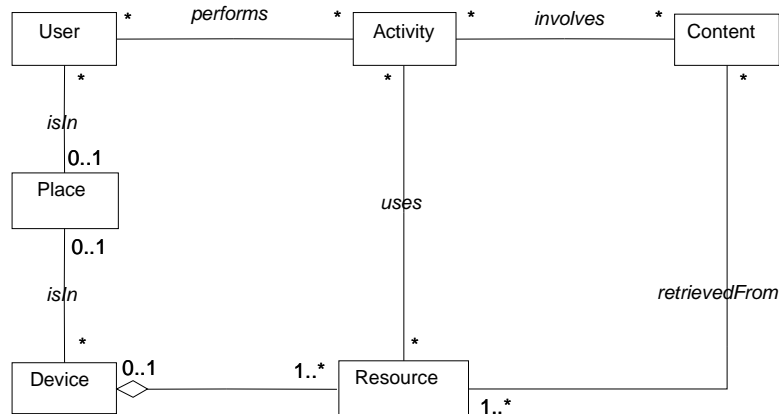 * performs * * involves *
User
Activity
Content
* * *
isIn
0..1
Place
uses
0..1
isIn
retrievedFrom
* *
Device
0..1
1..*
Resource
1..*